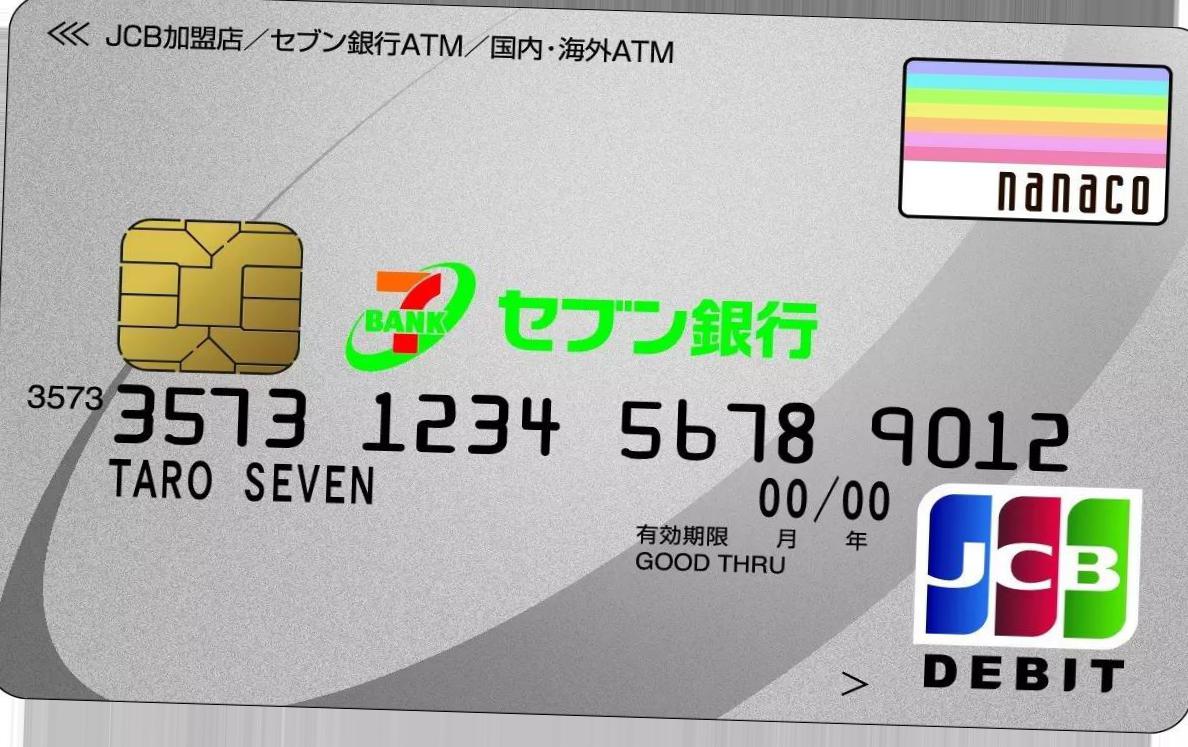 <<< JCB加盟店／セブン銀行ATM／国内・海外ATM
nanaco
7 BANK セブン銀行
3573
3573 1234 5678 9012
TARO SEVEN
00/00
有効期限 月 年
GOOD THRU
JCB
DEBIT
>